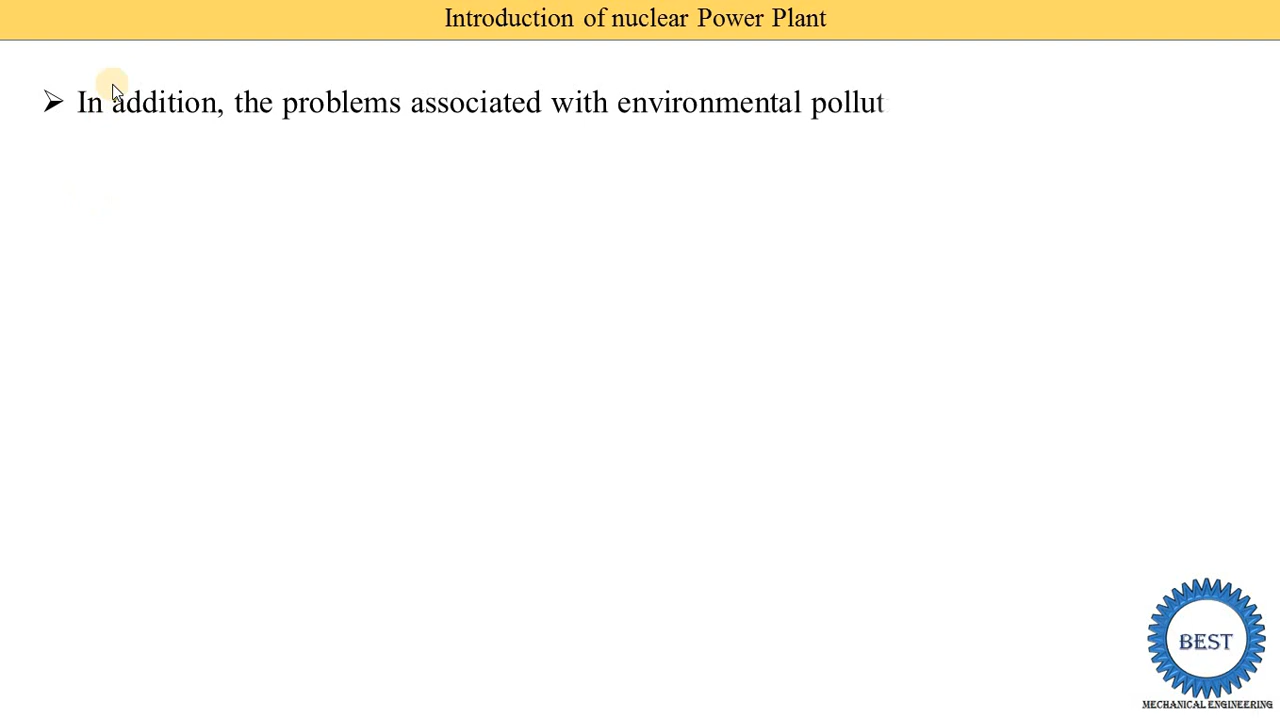 Introduction of nuclear Power Plant
➢ In addition, the problems associated with environmental pollut
BEST
MECHANICAL ENGINEERING